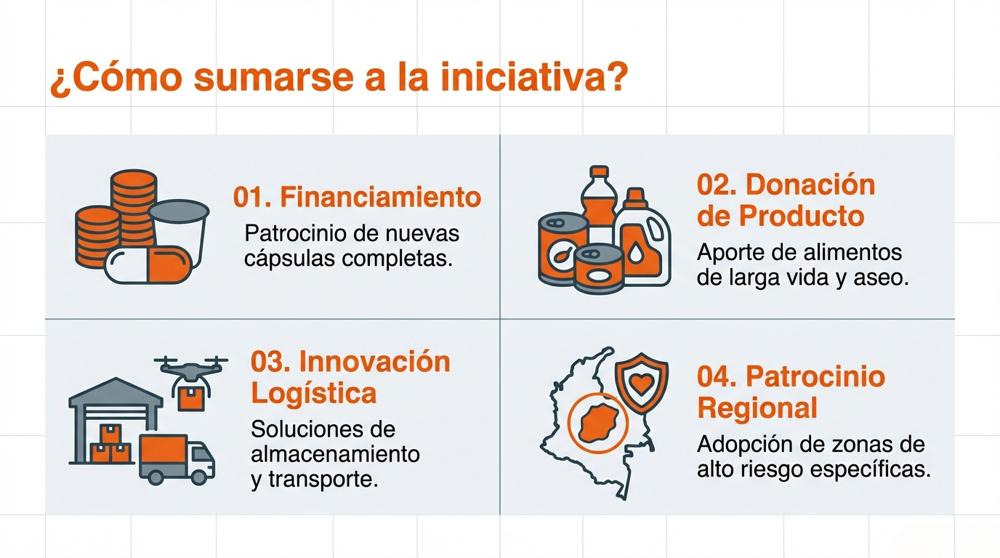 ¿Cómo sumarse a la iniciativa?
01. Financiamiento
Patrocinio de nuevas
cápsulas completas.
02. Donación
de Producto
Aporte de alimentos
de larga vida y aseo.
03. Innovación
Logística
Soluciones de
almacenamiento
y transporte.
04. Patrocinio
Regional
Adopción de zonas de
alto riesgo específicas.